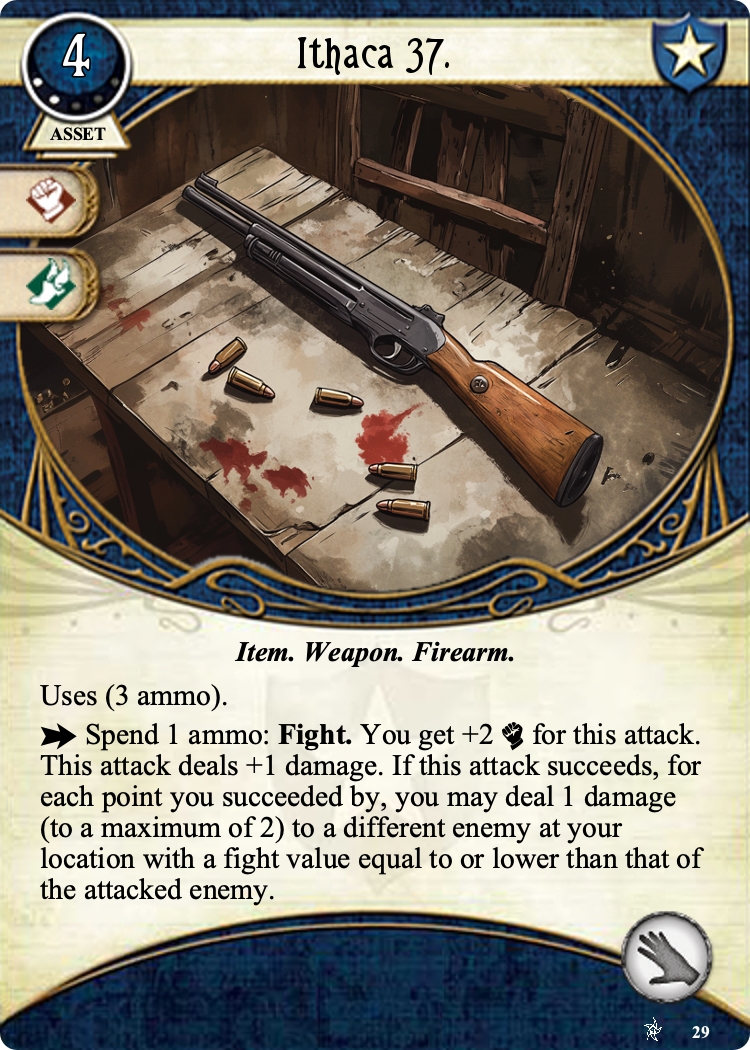 4
Ithaca 37.
ASSET
Item. Weapon. Firearm.
Uses (3 ammo).
Spend 1 ammo: Fight. You get +2 for this attack.
This attack deals +1 damage. If this attack succeeds, for
each point you succeeded by, you may deal 1 damage
(to a maximum of 2) to a different enemy at your
location with a fight value equal to or lower than that of
the attacked enemy.
29